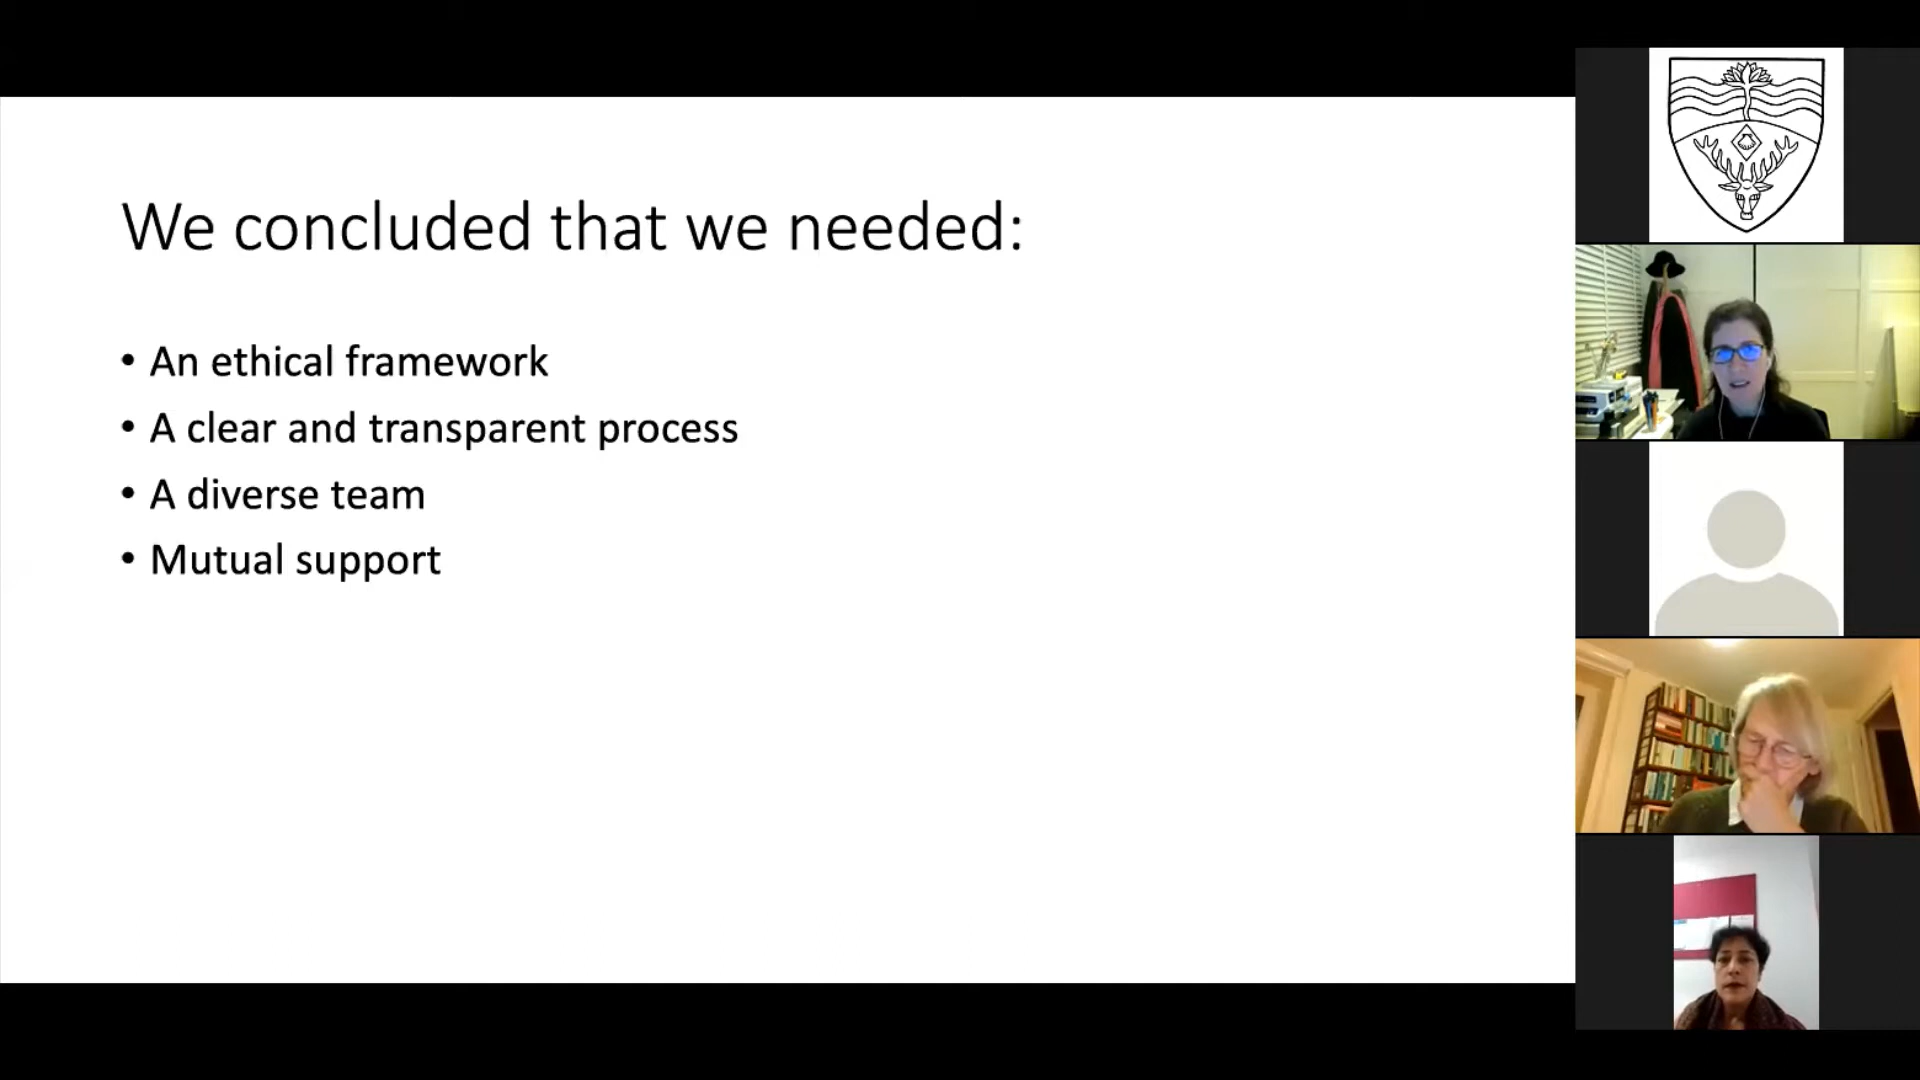 We concluded that we needed:
• An ethical framework
• A clear and transparent process
• A diverse team
• Mutual support